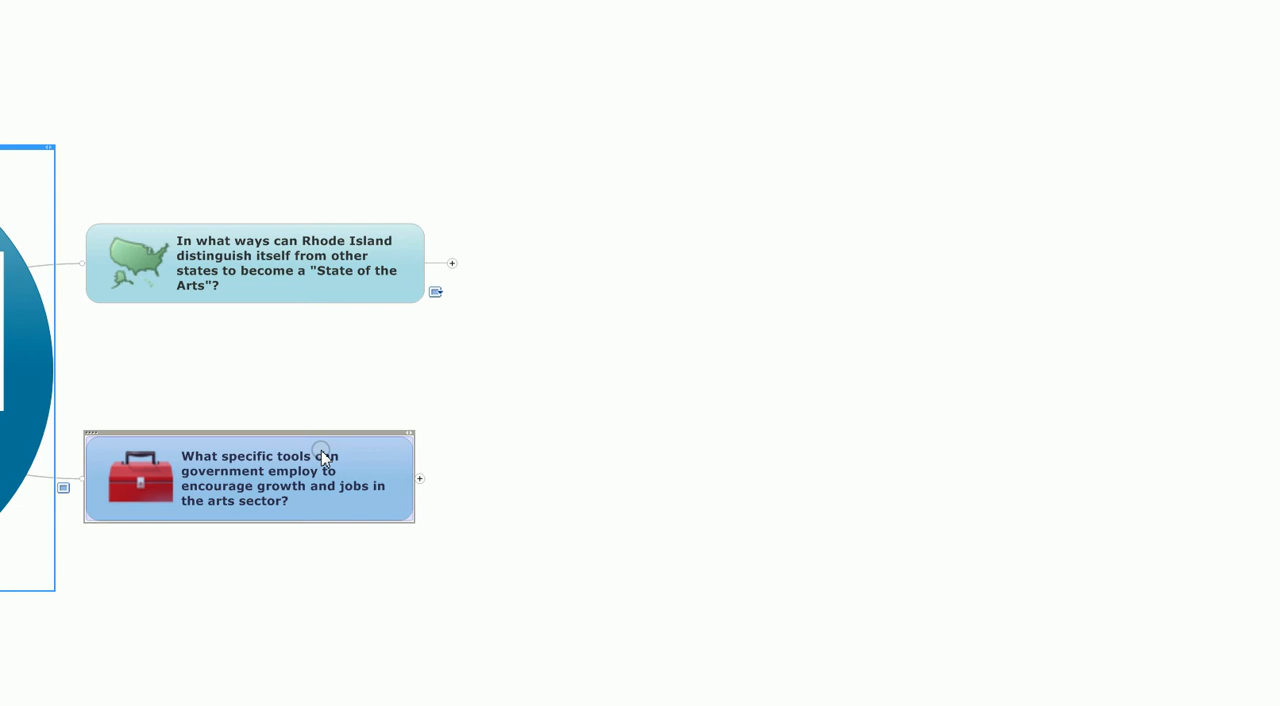 In what ways can Rhode Island
distinguish itself from other
states to become a "State of the
Arts"?
What specific tools can
government employ to
encourage growth and jobs in
the arts sector?